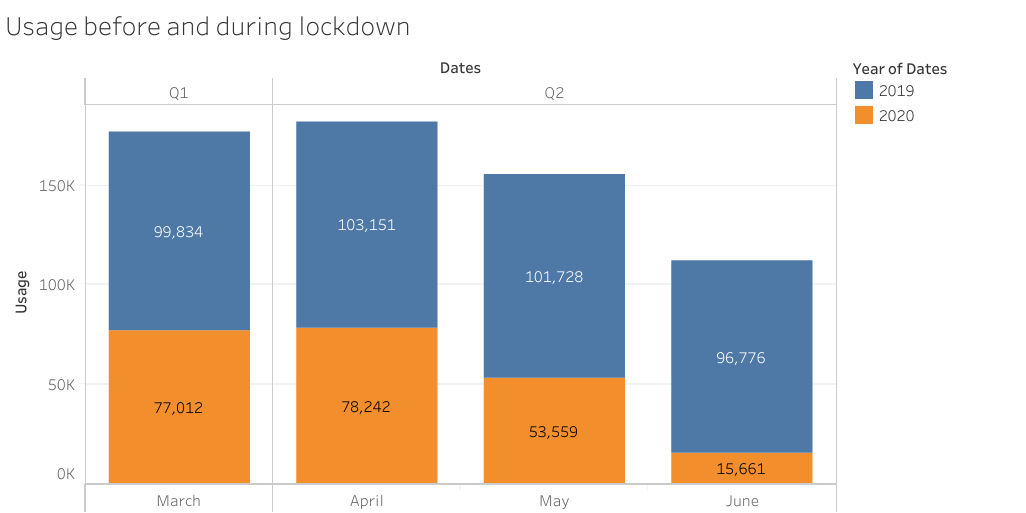 Usage before and during lockdown
Dates
Q1 Q2
Year of Dates
2019
2020
Usage
150K
100K
50K
0K
99,834
103,151
101,728
96,776
77,012
78,242
53,559
15,661
March April May June